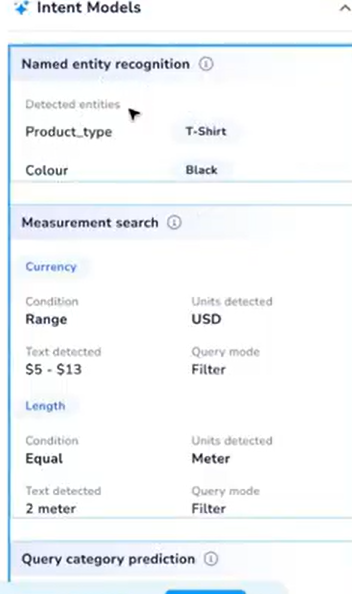 Intent Models
Named entity recognition
Detected entities
Product_type T-Shirt
Colour Black
Measurement search
Currency
Condition Units detected
Range USD
Text detected Query mode
$5 - $13 Filter
Length
Condition Units detected
Equal Meter
Text detected Query mode
2 meter Filter
Query category prediction